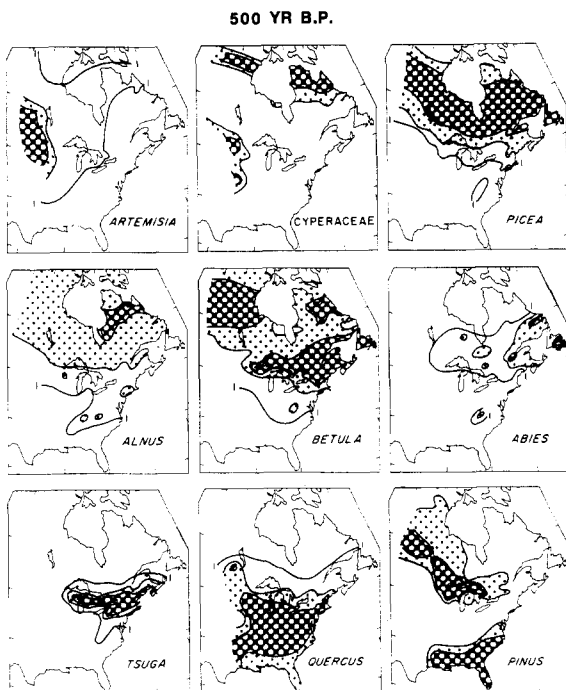 500 YR B.P.
ARTEMISIA
CYPERACEAE
PICEA
ALNUS
BETULA
ABIES
TSUGA
QUERCUS
PINUS